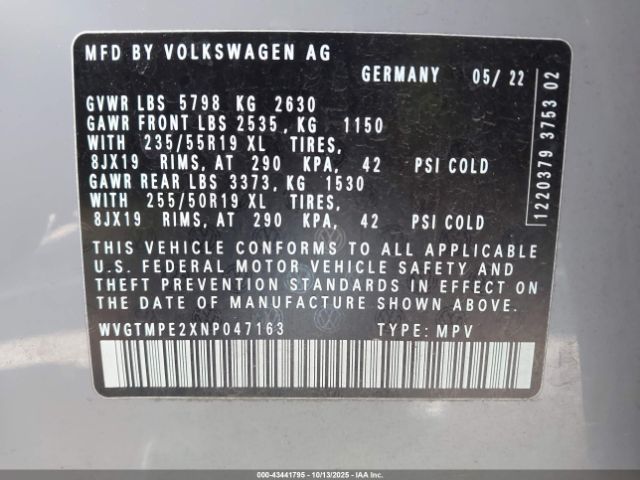 MFD BY VOLKSWAGEN AG
GERMANY 05/ 22
GVWR LBS 5798 KG 2630
GAWR FRONT LBS 2535, KG 1150
WITH 235/55R19 XL TIRES,
8JX19 RIMS, AT 290 KPA, 42 PSI COLD
GAWR REAR LBS 3373, KG 1530
WITH 255/50R19 XL TIRES,
8JX19 RIMS, AT 290 KPA, 42 PSI COLD
THIS VEHICLE CONFORMS TO ALL APPLICABLE
U.S. FEDERAL MOTOR VEHICLE SAFETY AND
THEFT PREVENTION STANDARDS IN EFFECT ON
THE DATE OF MANUFACTURE SHOWN ABOVE.
WVGTMPE2XNP047163 TYPE: MPV
1220379 3753 02
000-43441795 - 10/13/2025 - IAA Inc.